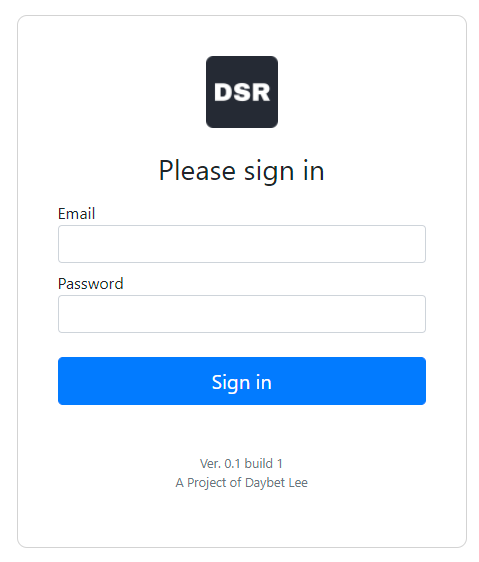 DSR
Please sign in
Email
Password
Sign in
Ver. 0.1 build 1
A Project of Daybet Lee